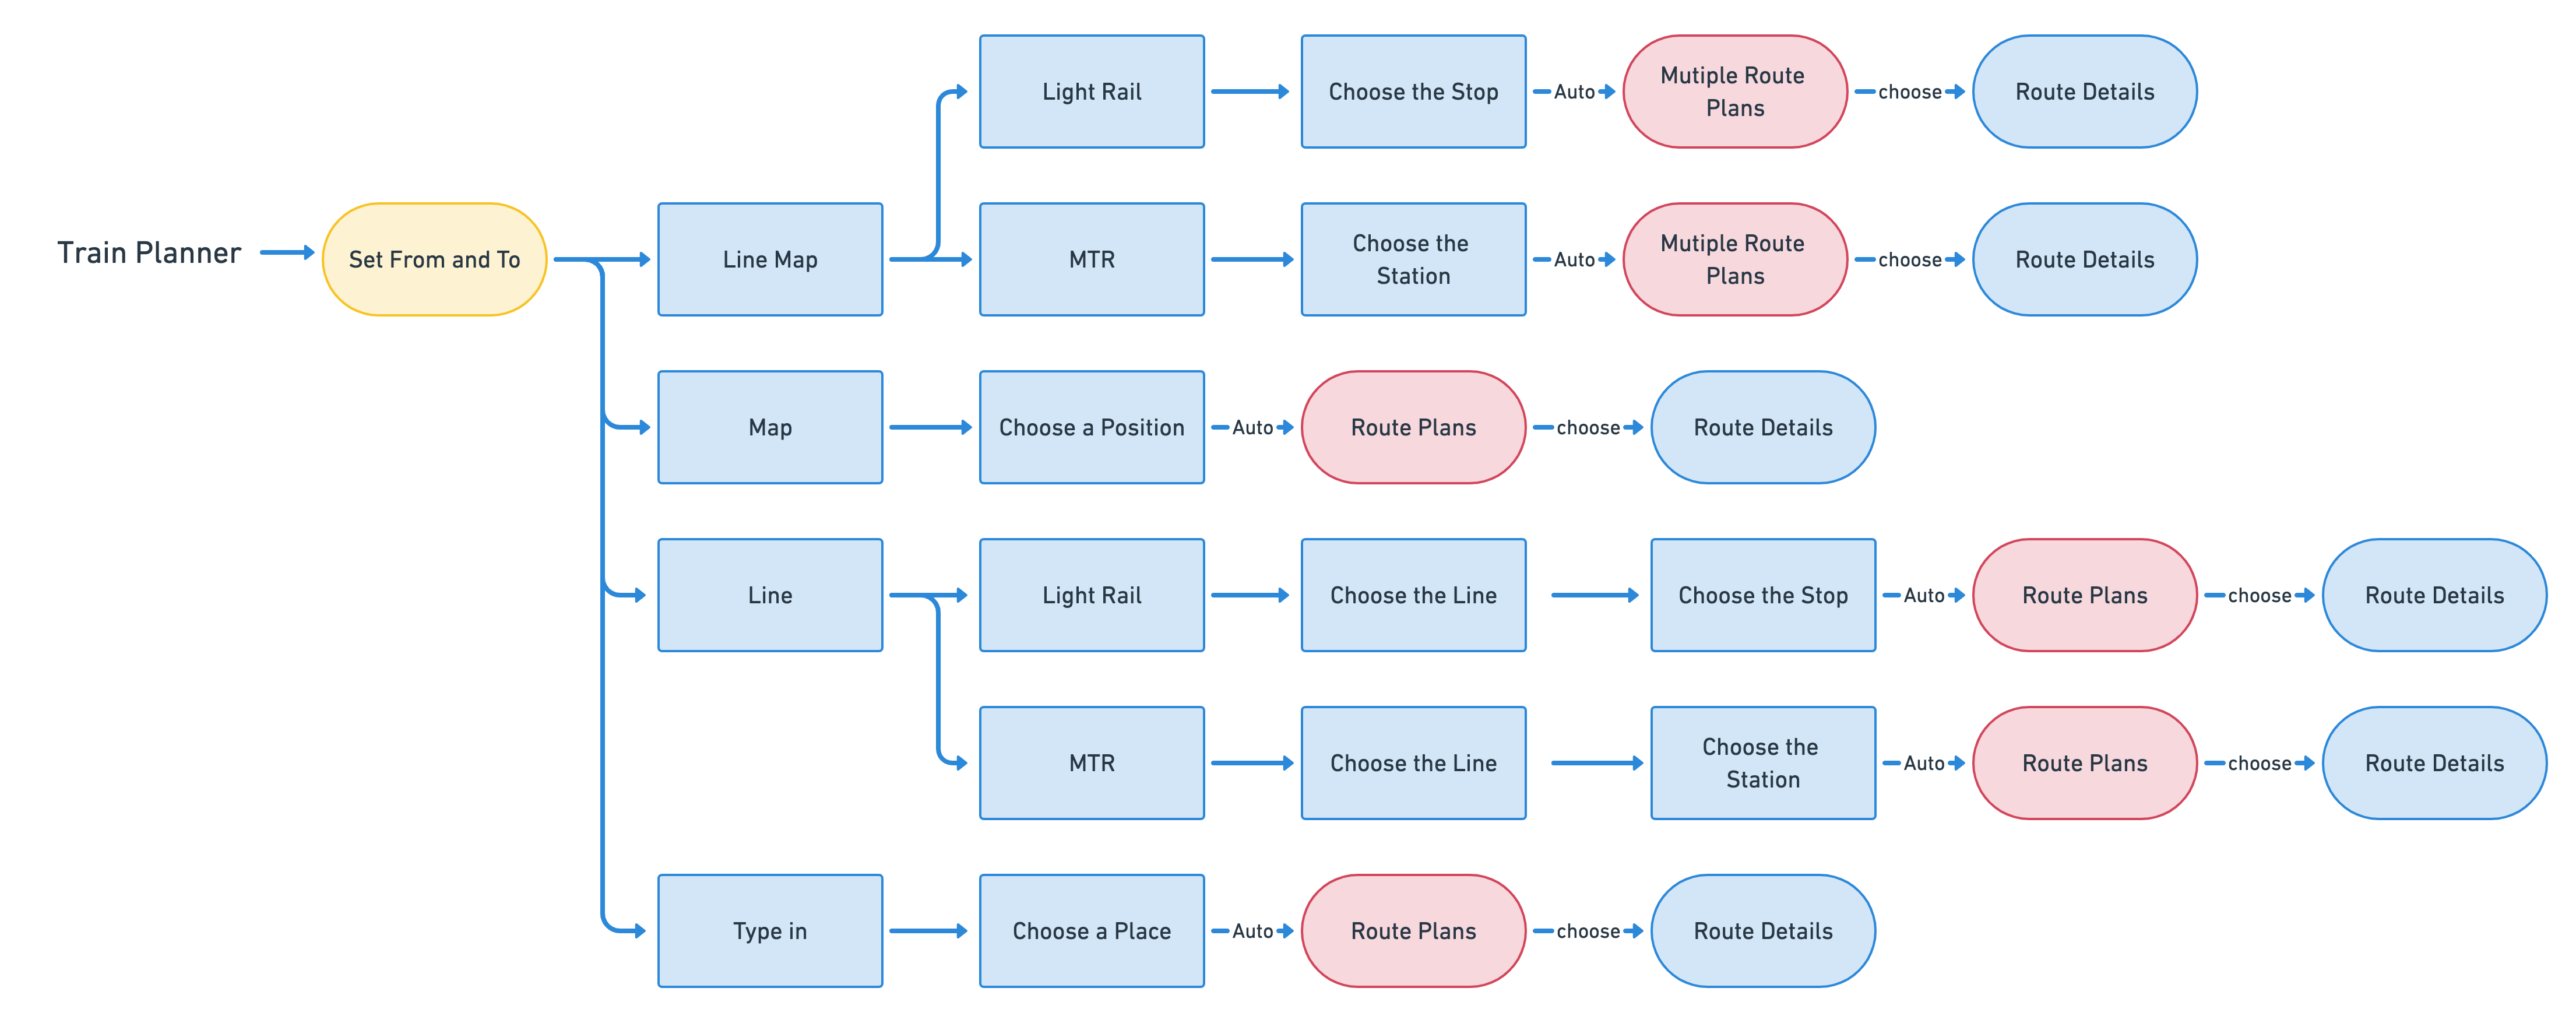 Light Rail
Choose the Stop
Auto
Mutiple Route
Plans
choose
Route Details
Train Planner
Set From and To
Line Map
MTR
Choose the
Station
Auto
Mutiple Route
Plans
choose
Route Details
Map
Choose a Position
Auto
Route Plans
choose
Route Details
Line
Light Rail
Choose the Line
Choose the Stop
Auto
Route Plans
choose
Route Details
MTR
Choose the Line
Choose the
Station
Auto
Route Plans
choose
Route Details
Type in
Choose a Place
Auto
Route Plans
choose
Route Details